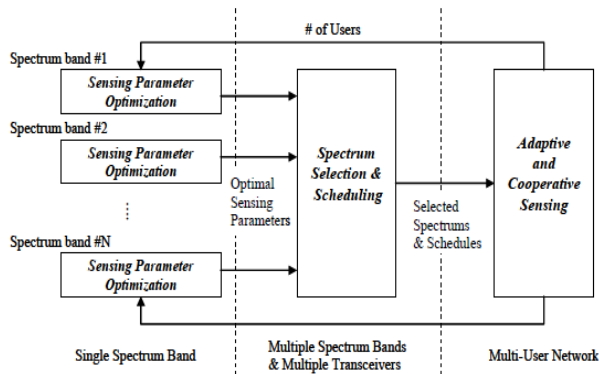 # of Users
Spectrum band #1
Sensing Parameter
Optimization
Spectrum band #2
Sensing Parameter
Optimization
Spectrum band #N
Sensing Parameter
Optimization
Optimal
Sensing
Parameters
Spectrum
Selection &
Scheduling
Selected
Spectrums
& Schedules
Adaptive
and
Cooperative
Sensing
Single Spectrum Band
Multiple Spectrum Bands
& Multiple Transceivers
Multi-User Network